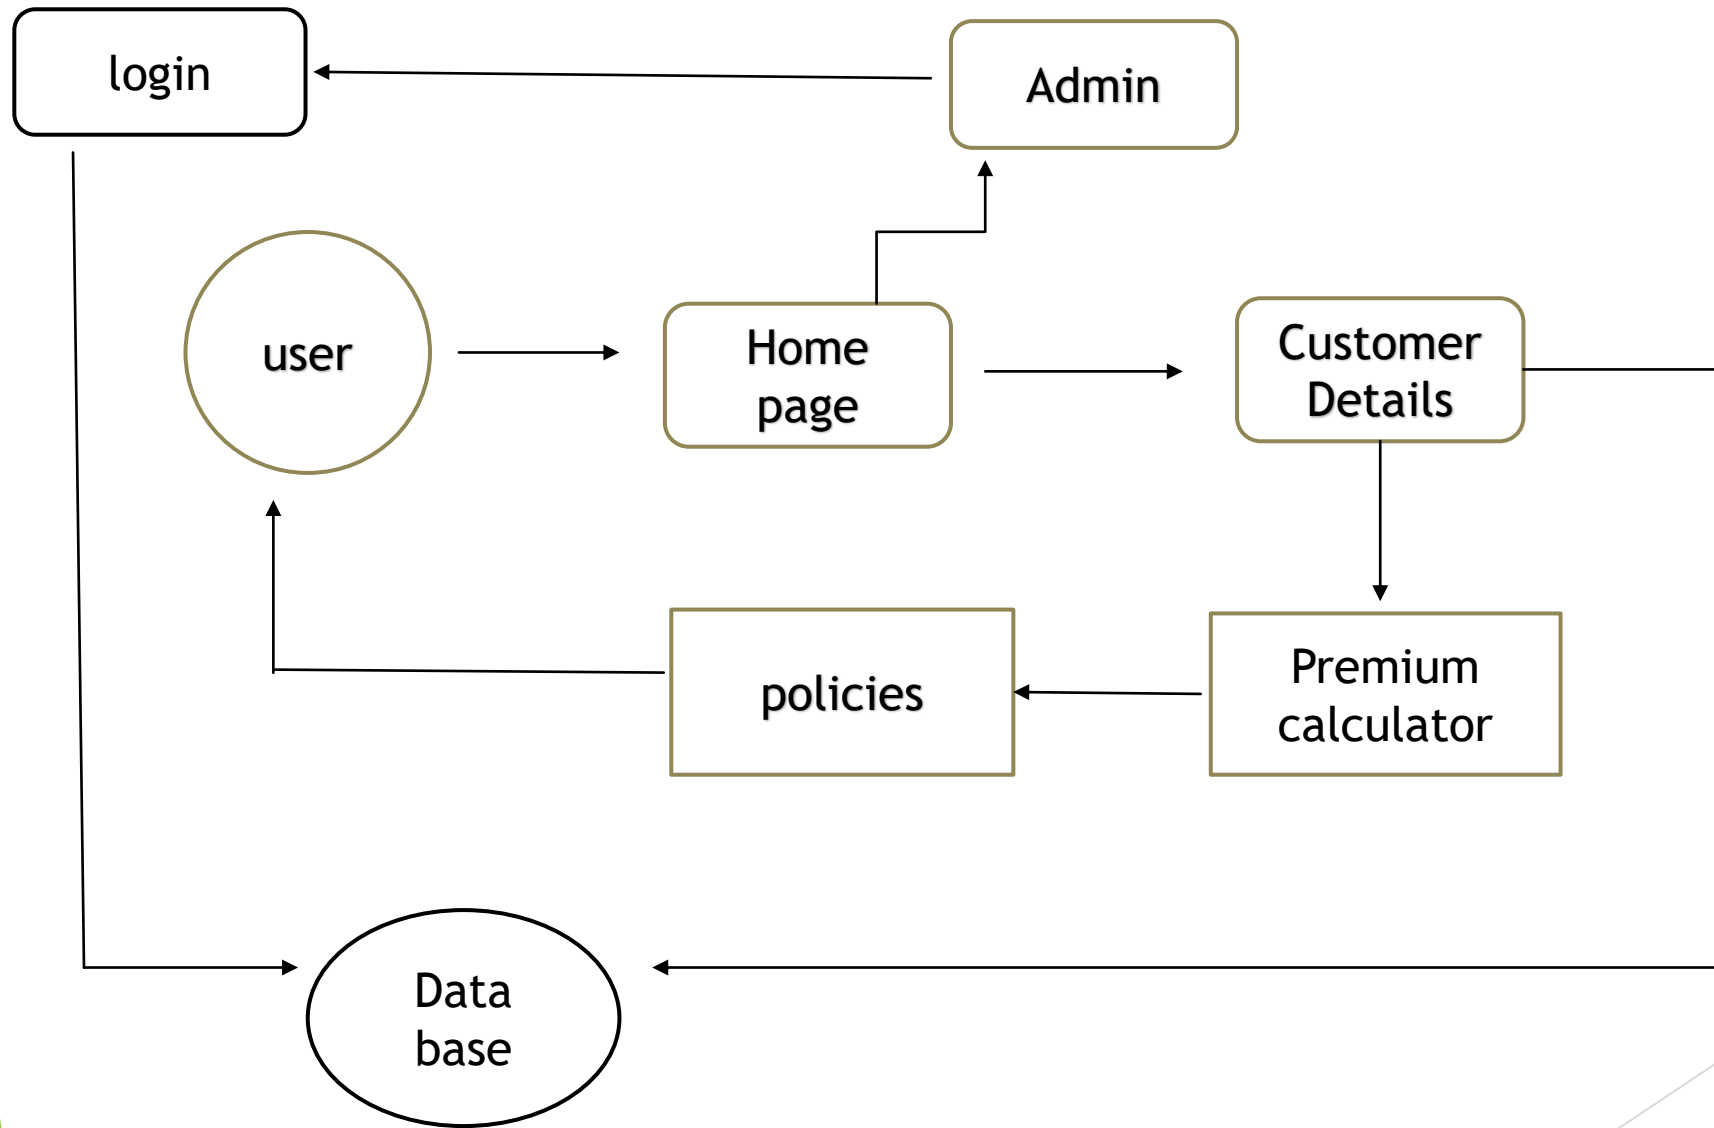 login
Admin
user
Home
page
Customer
Details
policies
Premium
calculator
Data
base